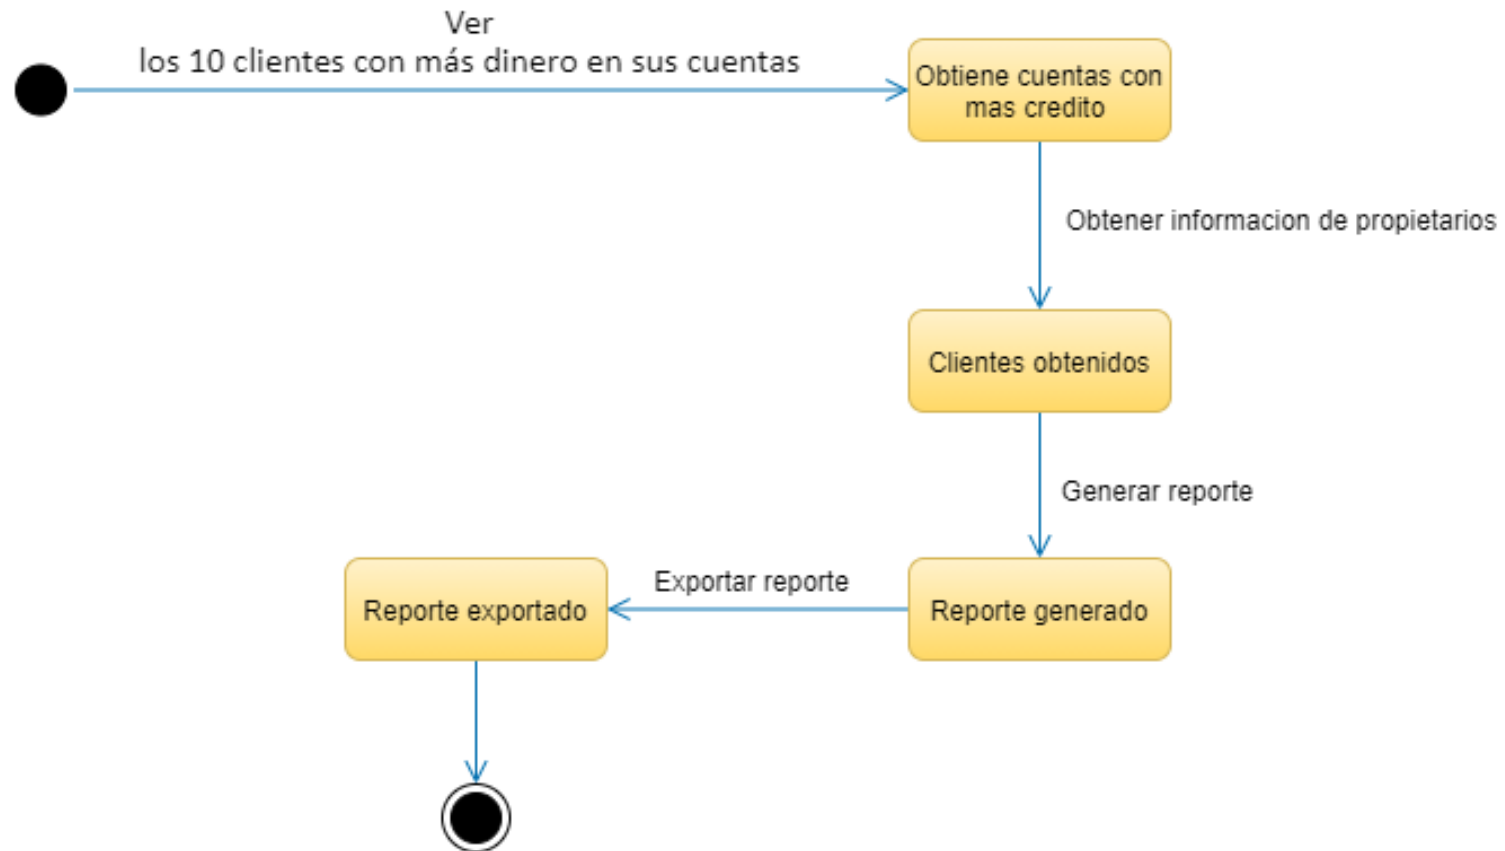 Ver
los 10 clientes con más dinero en sus cuentas
Obtiene cuentas con
mas credito
Obtener informacion de propietarios
Clientes obtenidos
Generar reporte
Exportar reporte
Reporte exportado
Reporte generado